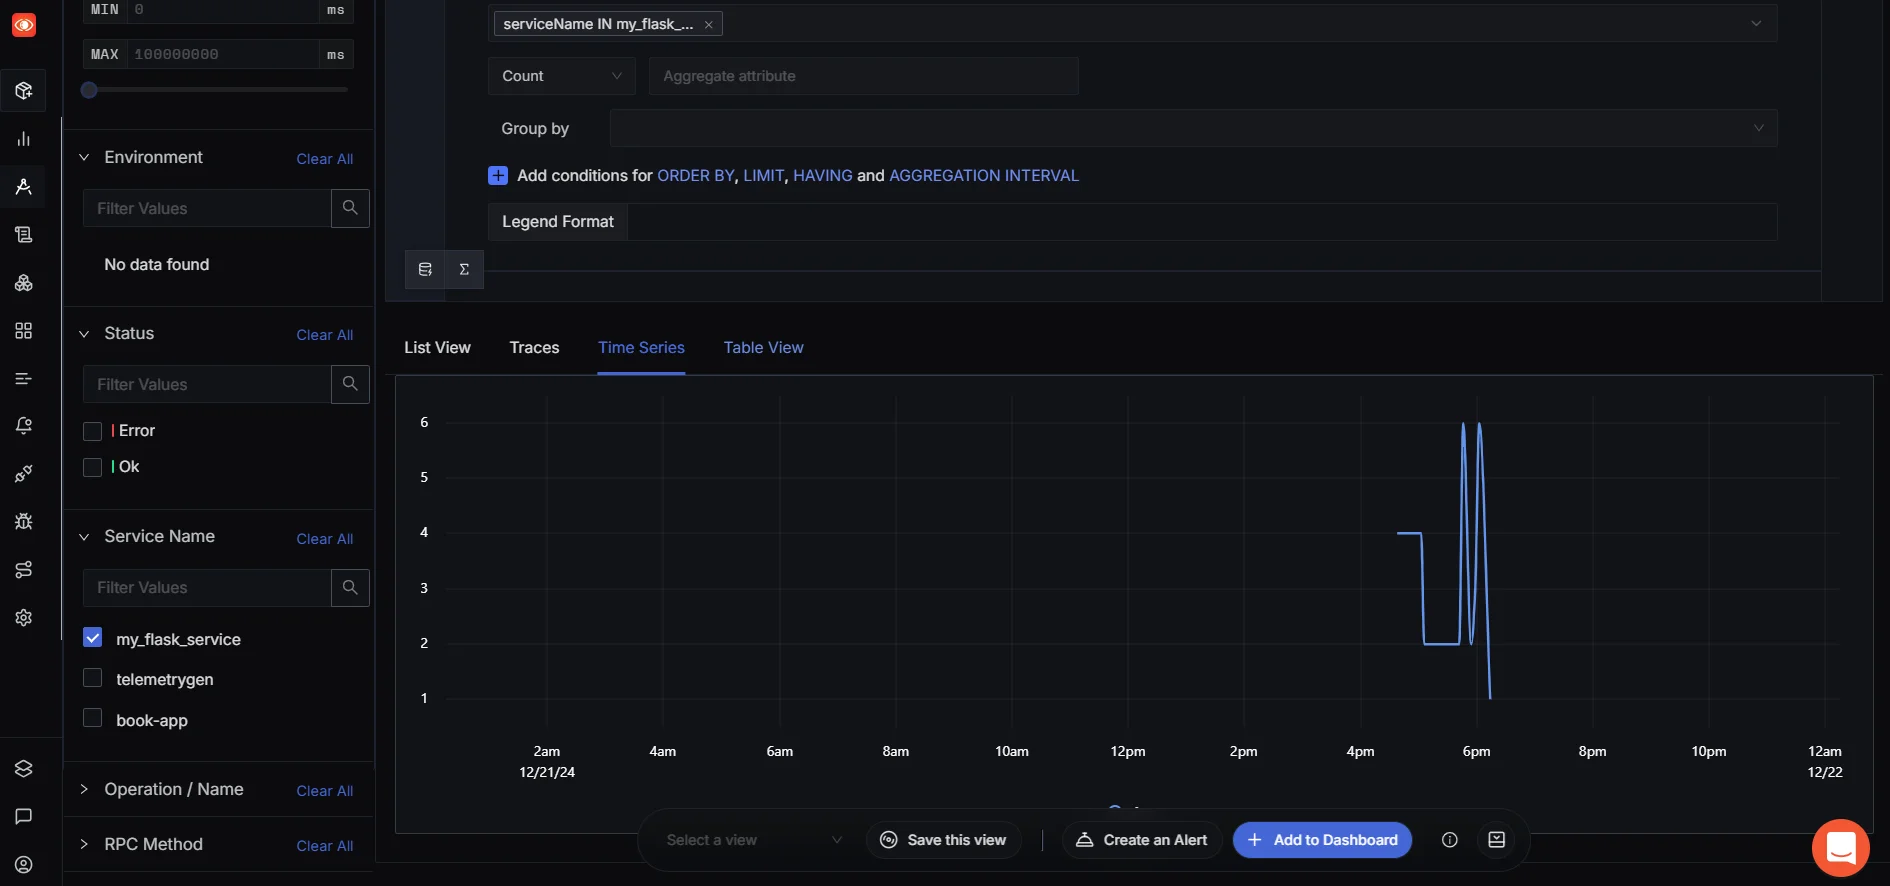 MIN 0 ms
MAX 100000000 ms
Environment Clear All
Filter Values
No data found
Status Clear All
Filter Values
Error
Ok
Service Name Clear All
Filter Values
my_flask_service
telemetrygen
book-app
Operation / Name Clear All
RPC Method Clear All
serviceName IN my_flask_...
Count Aggregate attribute
Group by
Add conditions for ORDER BY, LIMIT, HAVING and AGGREGATION INTERVAL
Legend Format
Σ
List View Traces Time Series Table View
6
5
4
3
2
1
2am 4am 6am 8am 10am 12pm 2pm 4pm 6pm 8pm 10pm 12am
12/21/24 12/22
Select a view Save this view Create an Alert + Add to Dashboard